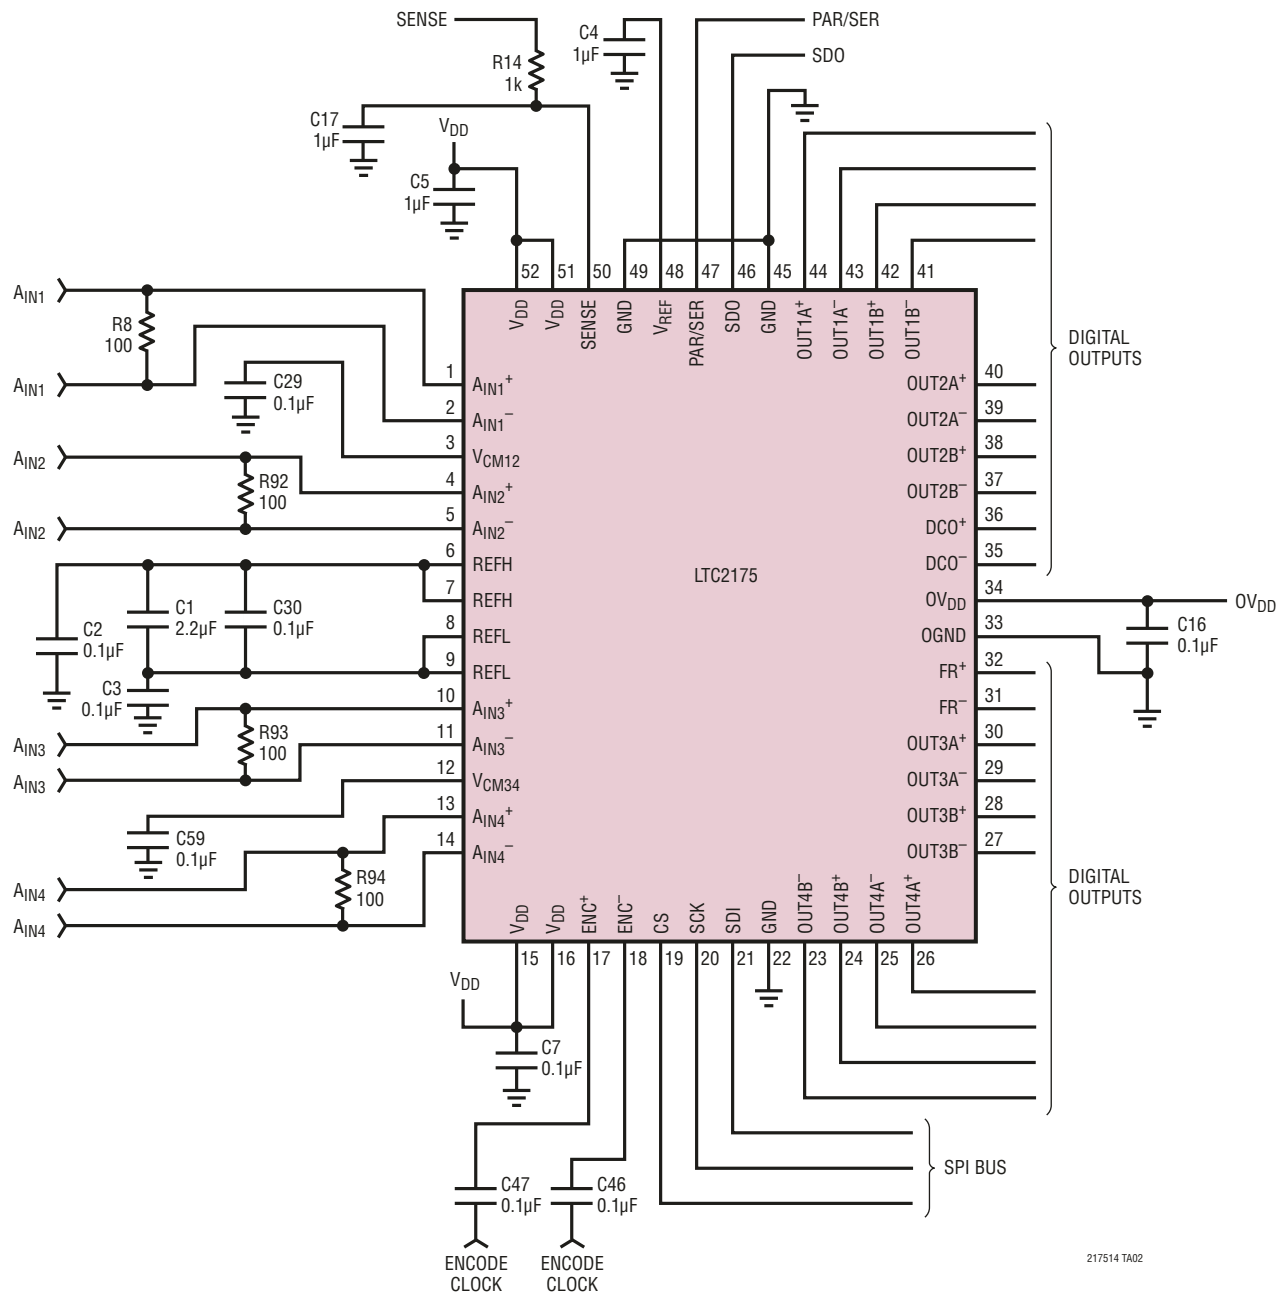 SENSE
R14
1k
C4
1µF
PAR/SER
SDO
C17
1µF
VDD
C5
1µF
52
51
50
49
48
47
46
45
44
43
42
41
VDD
VDD
SENSE
GND
VREF
PAR/SER
SDO
GND
OUT1A+
OUT1A−
OUT1B+
OUT1B−
DIGITAL
OUTPUTS
AIN1
R8
100
AIN1
C29
0.1µF
AIN2
R92
100
AIN2
C2
0.1µF
C1
2.2µF
C30
0.1µF
C3
0.1µF
AIN3
R93
100
AIN3
C59
0.1µF
AIN4
R94
100
AIN4
1
AIN1+
2
AIN1−
3
VCM12
4
AIN2+
5
AIN2−
6
REFH
7
REFH
8
REFL
9
REFL
10
AIN3+
11
AIN3−
12
VCM34
13
AIN4+
14
AIN4−
LTC2175
OUT2A+
40
OUT2A−
39
OUT2B+
38
OUT2B−
37
DCO+
36
DCO−
35
OVDD
34
OGND
33
FR+
32
FR−
31
OUT3A+
30
OUT3A−
29
OUT3B+
28
OUT3B−
27
OVDD
C16
0.1µF
DIGITAL
OUTPUTS
VDD
VDD
ENC+
ENC−
CS
SCK
SDI
GND
OUT4B−
OUT4B+
OUT4A−
OUT4A+
15
16
17
18
19
20
21
22
23
24
25
26
VDD
C7
0.1µF
C47
0.1µF
C46
0.1µF
SPI BUS
ENCODE
CLOCK
ENCODE
CLOCK
217514 TA02